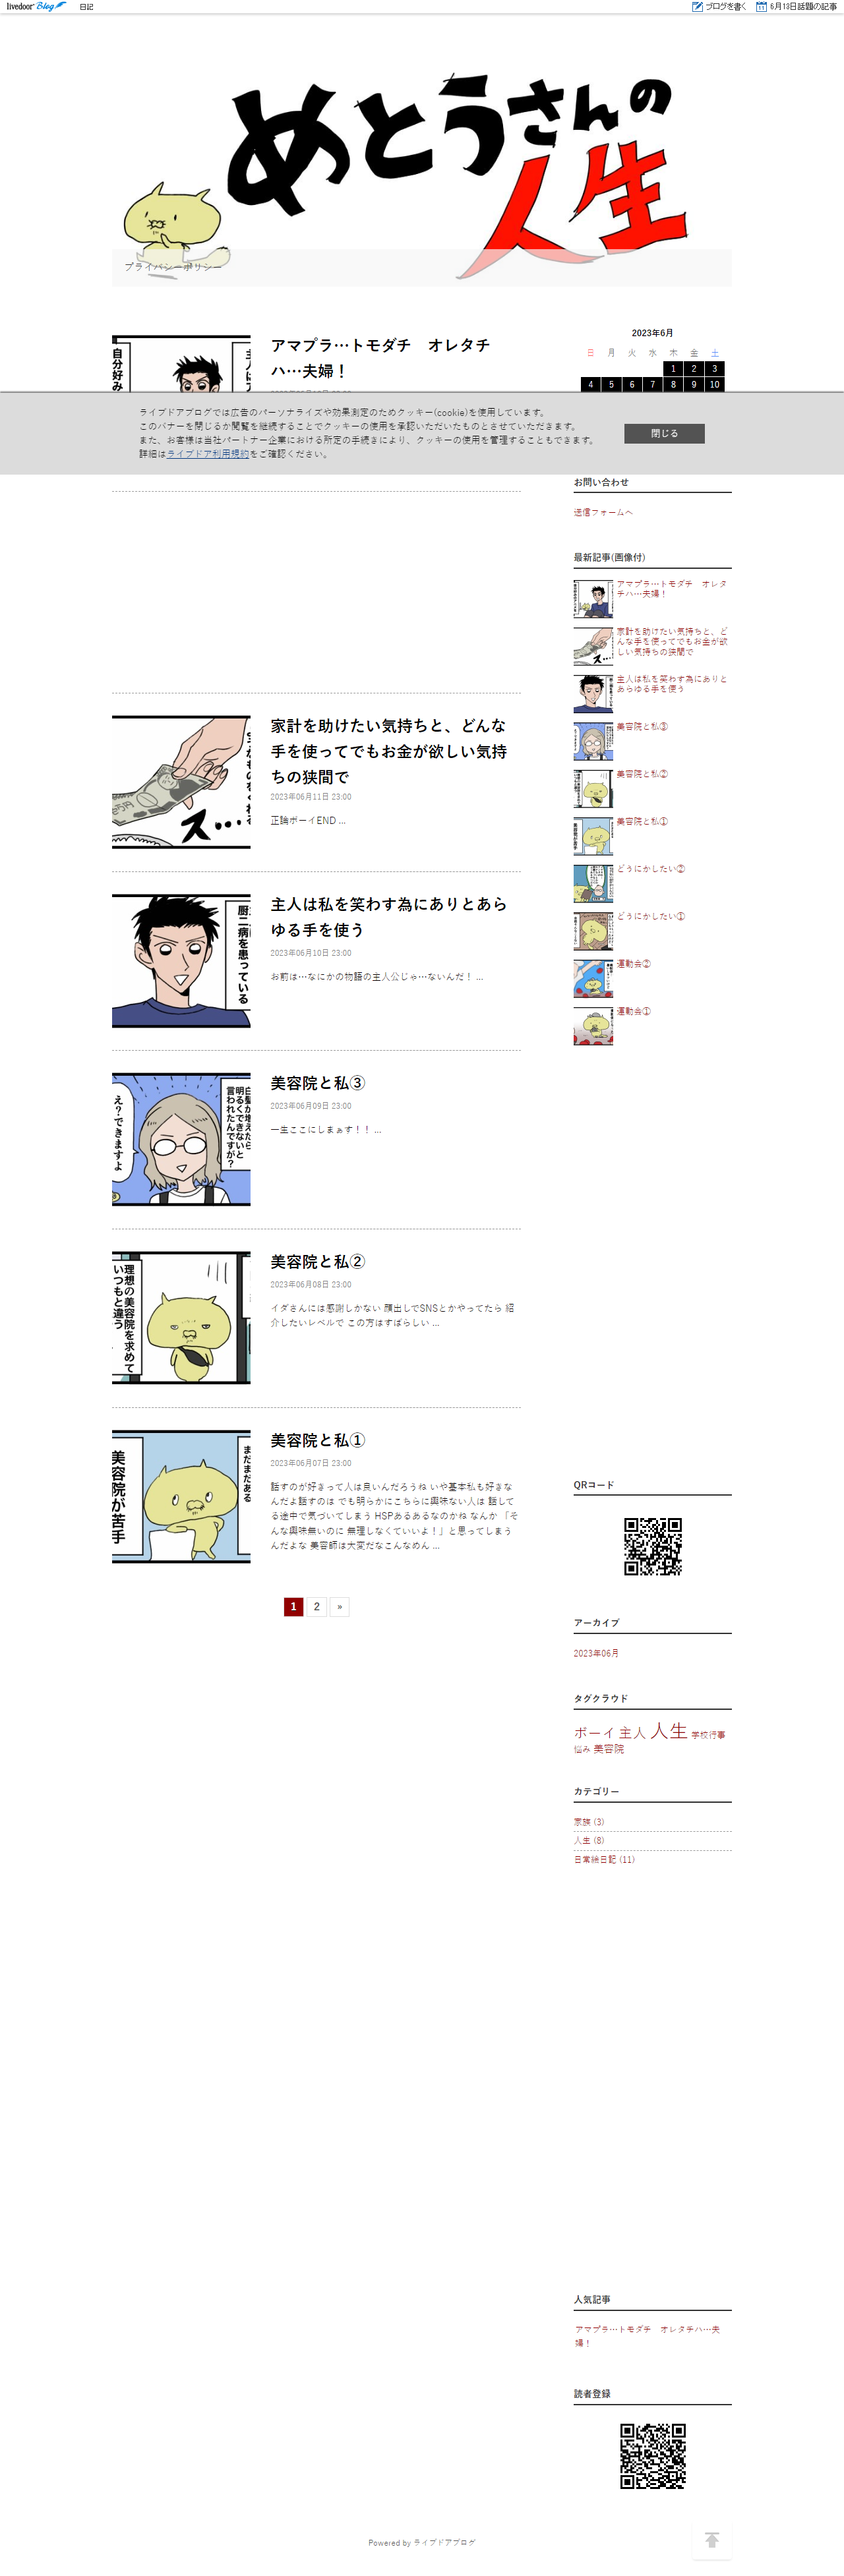 livedoor Blog
日記
ブログを書く
6月13日話題の記事
めとうさんの
人生
プライバシーポリシー
アマプラ…トモダチ　オレタチ
ハ…夫婦！
2023年6月
日 月 火 水 木 金 土
1 2 3
4 5 6 7 8 9 10
ライブドアブログでは広告のパーソナライズや効果測定のためクッキー(cookie)を使用しています。
このバナーを閉じるか閲覧を継続することでクッキーの使用を承認いただいたものとさせていただきます。
また、お客様は当社パートナー企業における所定の手続きにより、クッキーの使用を管理することもできます。
詳細はライブドア利用規約をご確認ください。
閉じる
お問い合わせ
送信フォームへ
最新記事(画像付)
アマプラ…トモダチ　オレタ
チハ…夫婦！
家計を助けたい気持ちと、ど
んな手を使ってでもお金が欲
しい気持ちの狭間で
主人は私を笑わす為にありと
あらゆる手を使う
美容院と私③
美容院と私②
美容院と私①
どうにかしたい②
どうにかしたい①
運動会②
運動会①
家計を助けたい気持ちと、どんな
手を使ってでもお金が欲しい気持
ちの狭間で
2023年06月11日 23:00
正論ボーイEND ...
ス…
主人は私を笑わす為にありとあら
ゆる手を使う
2023年06月10日 23:00
お前は…なにかの物語の主人公じゃ…ないんだ！ ...
厨二病を患っている
美容院と私③
2023年06月09日 23:00
一生ここにしまぁす！！ ...
白髪が増えたら
明るくできないと
言われたんですが？
え？できますよ
美容院と私②
2023年06月08日 23:00
イダさんには感謝しかない 顔出しでSNSとかやってたら 紹
介したいレベルで この方はすばらしい ...
理想の美容院を求めて
いつもと違う
美容院と私①
2023年06月07日 23:00
話すのが好きって人は良いんだろうね いや基本私も好きな
んだよ話すのは でも明らかにこちらに興味ない人は 話して
る途中で気づいてしまう HSPあるあるなのかね なんか 「そ
んな興味無いのに 無理しなくていいよ！」と思ってしまう
んだよな 美容師は大変だなこんなめん ...
まだまだある
美容院が苦手
1 2 »
QRコード
アーカイブ
2023年06月
タグクラウド
ボーイ 主人 人生 学校行事
悩み 美容院
カテゴリー
家族 (3)
人生 (8)
日常絵日記 (11)
人気記事
アマプラ…トモダチ　オレタチハ…夫
婦！
読者登録
Powered by ライブドアブログ